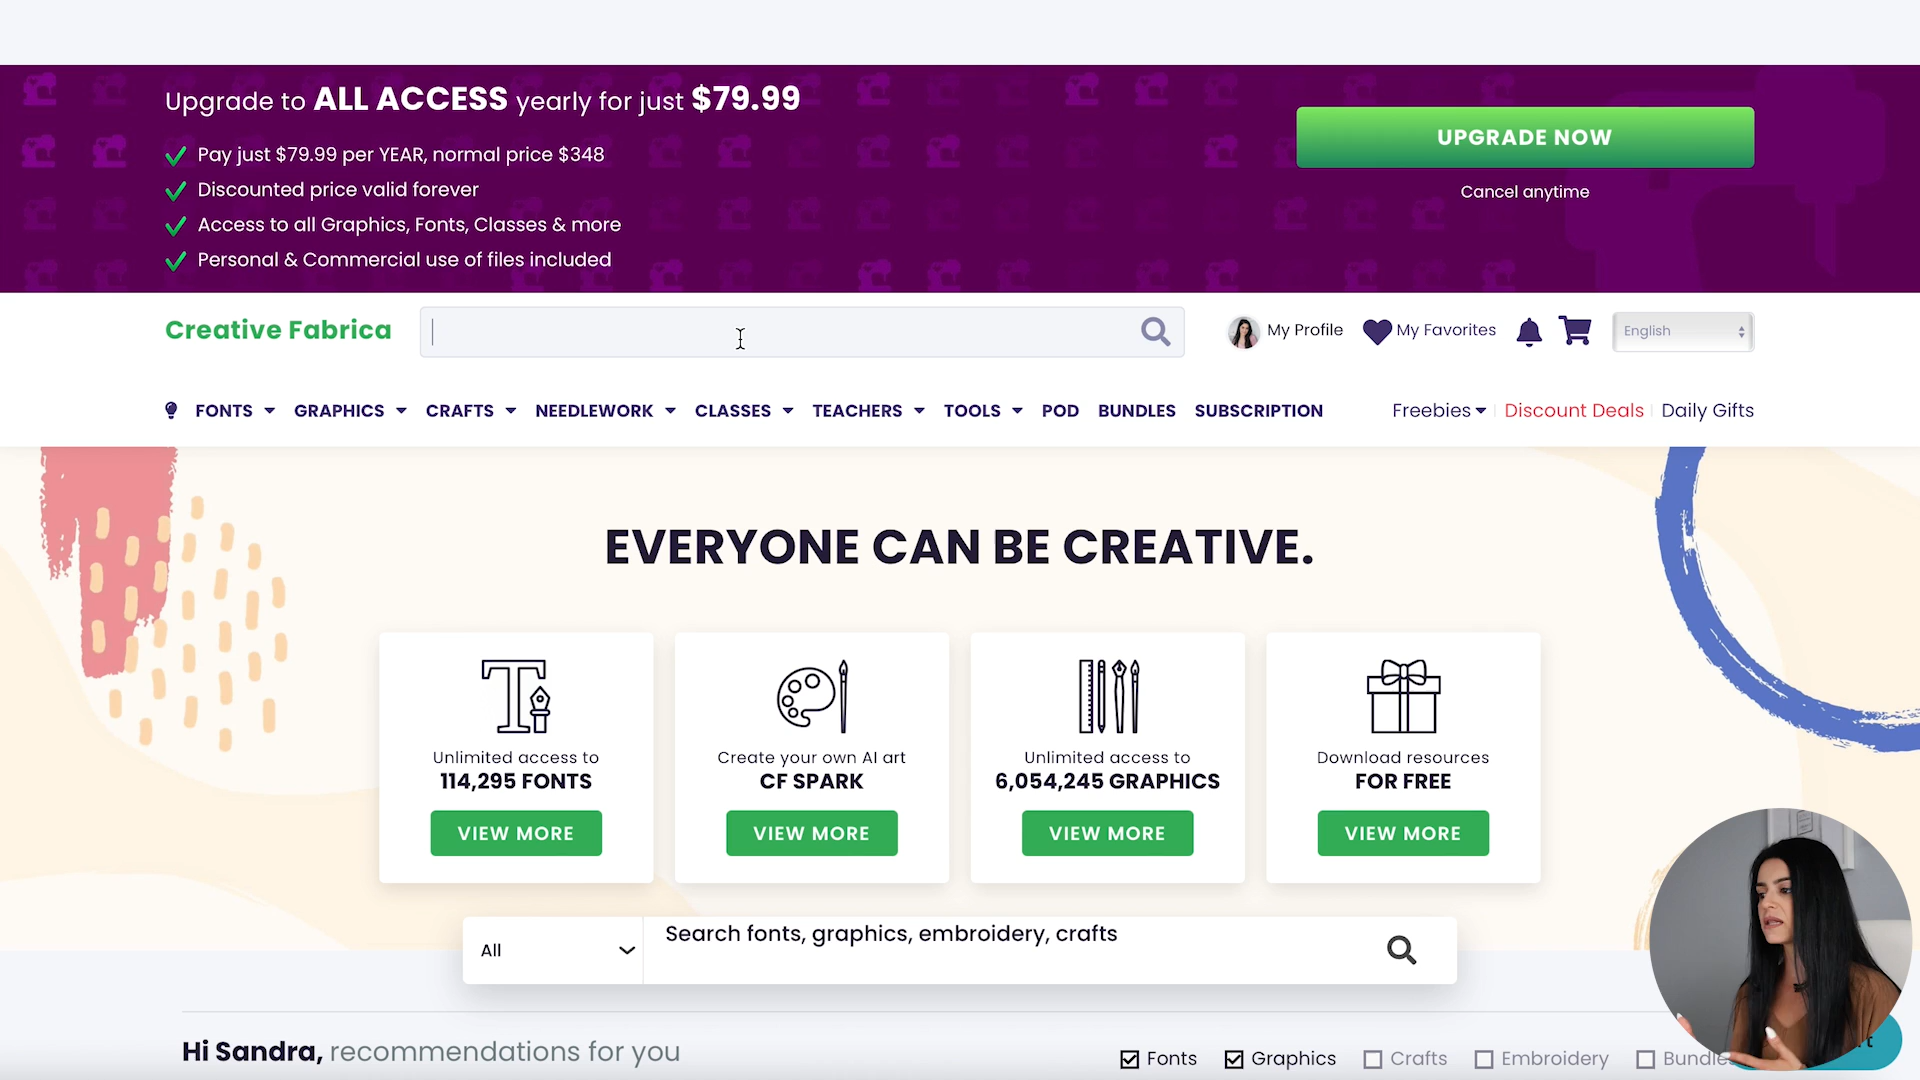 Upgrade to ALL ACCESS yearly for just $79.99
Pay just $79.99 per YEAR, normal price $348
Discounted price valid forever
Access to all Graphics, Fonts, Classes & more
Personal & Commercial use of files included
UPGRADE NOW
Cancel anytime
Creative Fabrica
My Profile
My Favorites
English
FONTS
GRAPHICS
CRAFTS
NEEDLEWORK
CLASSES
TEACHERS
TOOLS
POD
BUNDLES
SUBSCRIPTION
Freebies
Discount Deals
Daily Gifts
EVERYONE CAN BE CREATIVE.
Unlimited access to
114,295 FONTS
VIEW MORE
Create your own AI art
CF SPARK
VIEW MORE
Unlimited access to
6,054,245 GRAPHICS
VIEW MORE
Download resources
FOR FREE
VIEW MORE
All
Search fonts, graphics, embroidery, crafts
Hi Sandra, recommendations for you
Fonts
Graphics
Crafts
Embroidery